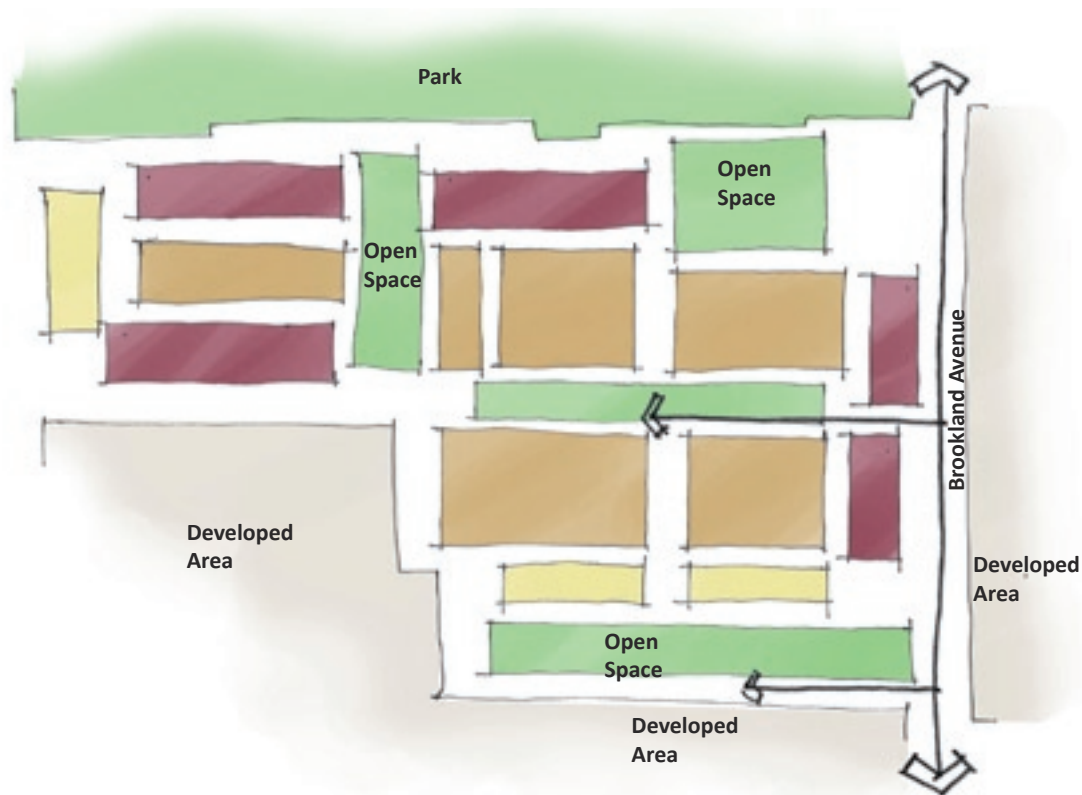 Park
Open
Space
Open
Space
Brookland Avenue
Developed
Area
Developed
Area
Open
Space
Developed
Area